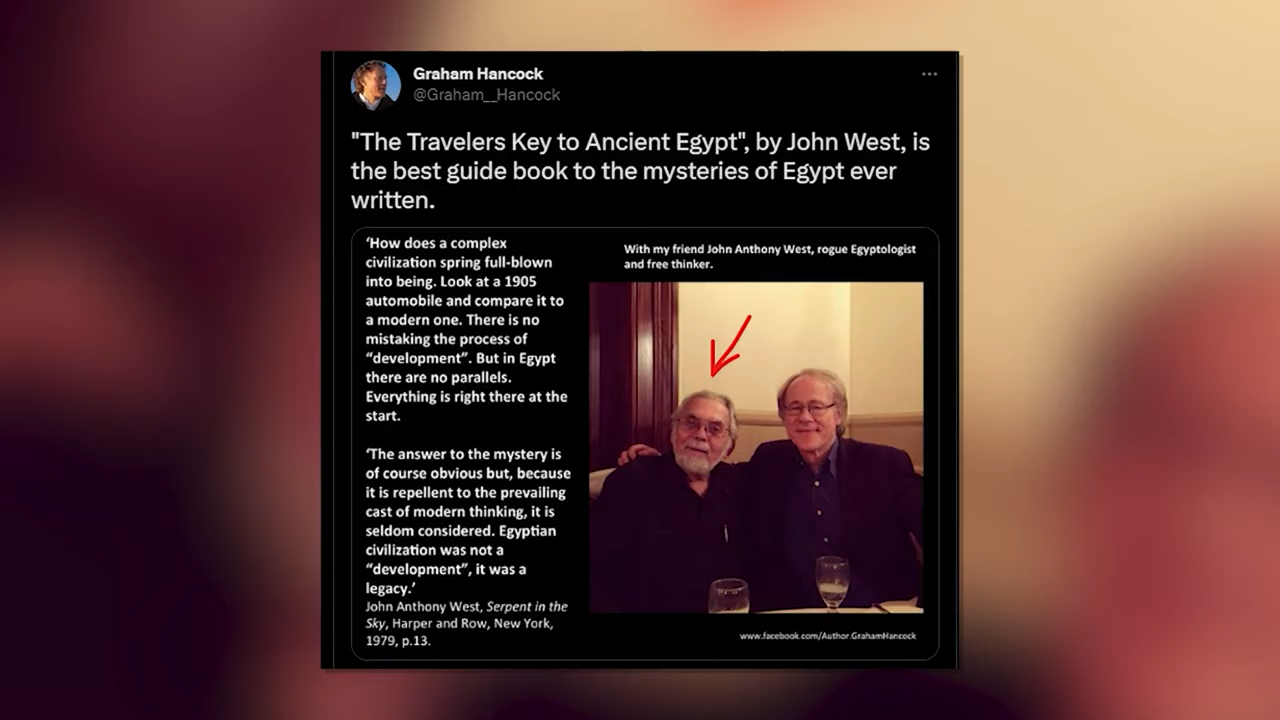 Graham Hancock
@Graham__Hancock
"The Travelers Key to Ancient Egypt", by John West, is
the best guide book to the mysteries of Egypt ever
written.
‘How does a complex
civilization spring full-blown
into being. Look at a 1905
automobile and compare it to
a modern one. There is no
mistaking the process of
“development”. But in Egypt
there are no parallels.
Everything is right there at the
start.
‘The answer to the mystery is
of course obvious but, because
it is repellent to the prevailing
cast of modern thinking, it is
seldom considered. Egyptian
civilization was not a
“development”, it was a
legacy.’
John Anthony West, Serpent in the
Sky, Harper and Row, New York,
1979, p.13.
With my friend John Anthony West, rogue Egyptologist
and free thinker.
www.facebook.com/Author.GrahamHancock